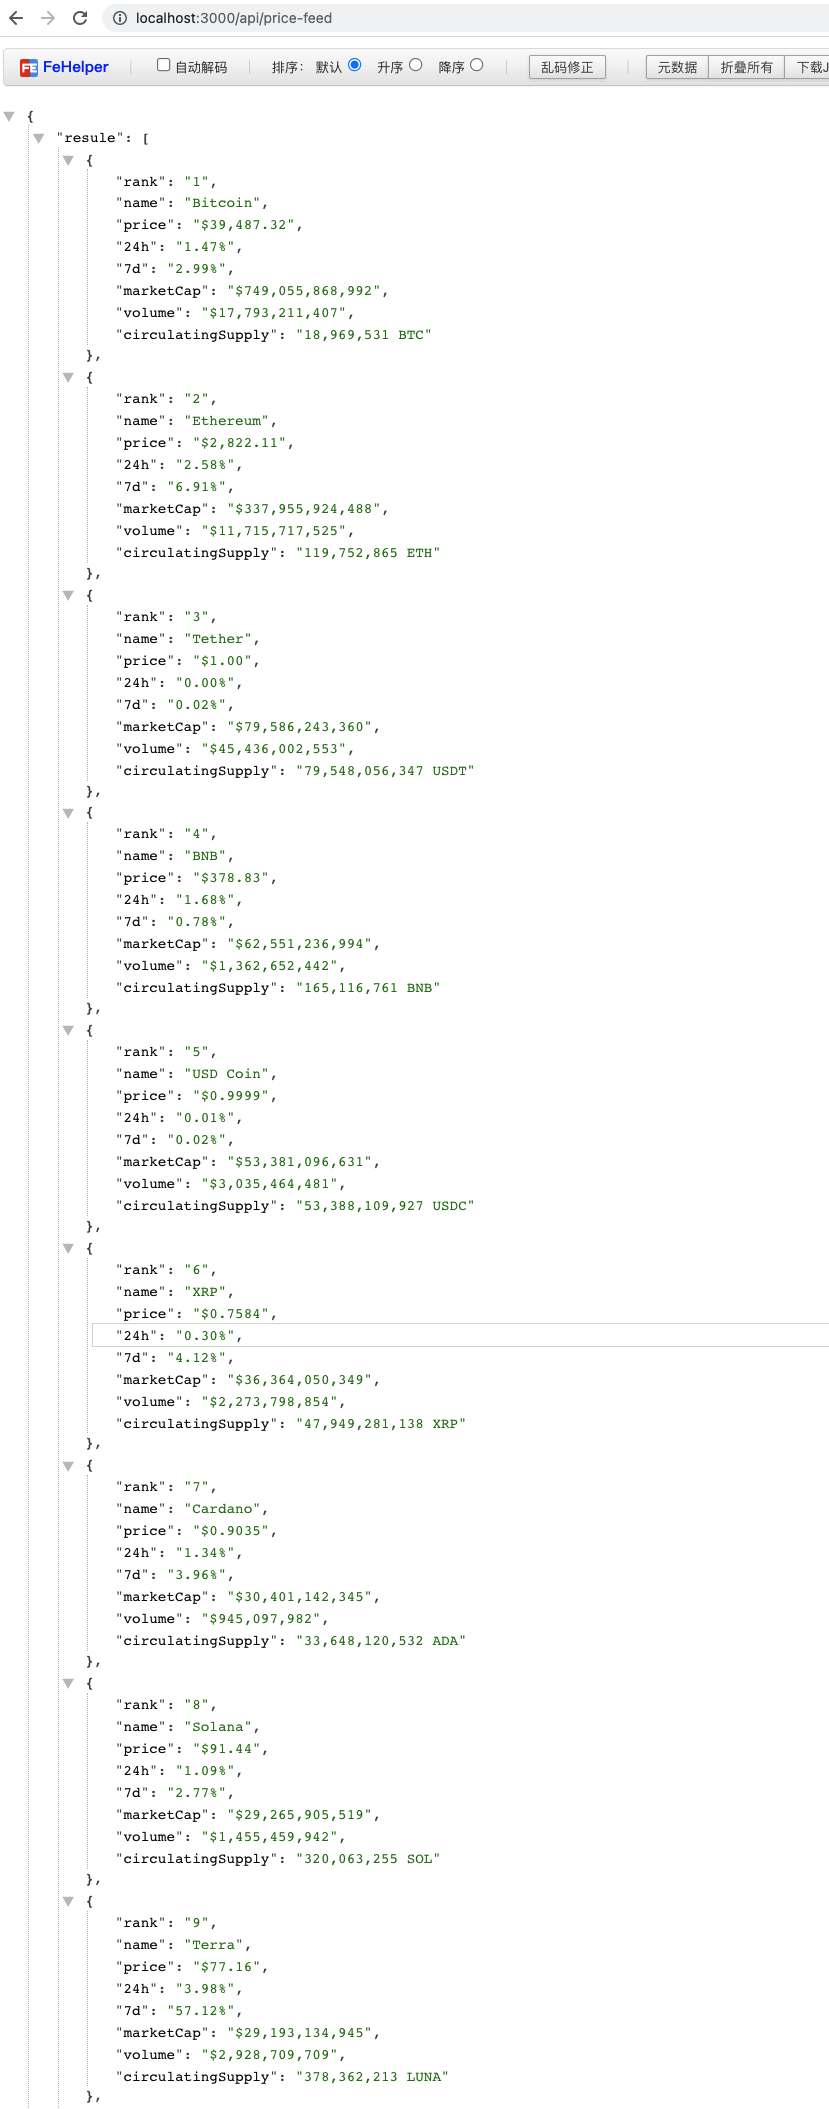 localhost:3000/api/price-feed
FeHelper 自动解码 排序: 默认 升序 降序 乱码修正 元数据 折叠所有 下载J
{
"resule": [
{
"rank": "1",
"name": "Bitcoin",
"price": "$39,487.32",
"24h": "1.47%",
"7d": "2.99%",
"marketCap": "$749,055,868,992",
"volume": "$17,793,211,407",
"circulatingSupply": "18,969,531 BTC"
},
{
"rank": "2",
"name": "Ethereum",
"price": "$2,822.11",
"24h": "2.58%",
"7d": "6.91%",
"marketCap": "$337,955,924,488",
"volume": "$11,715,717,525",
"circulatingSupply": "119,752,865 ETH"
},
{
"rank": "3",
"name": "Tether",
"price": "$1.00",
"24h": "0.00%",
"7d": "0.02%",
"marketCap": "$79,586,243,360",
"volume": "$45,436,002,553",
"circulatingSupply": "79,548,056,347 USDT"
},
{
"rank": "4",
"name": "BNB",
"price": "$378.83",
"24h": "1.68%",
"7d": "0.78%",
"marketCap": "$62,551,236,994",
"volume": "$1,362,652,442",
"circulatingSupply": "165,116,761 BNB"
},
{
"rank": "5",
"name": "USD Coin",
"price": "$0.9999",
"24h": "0.01%",
"7d": "0.02%",
"marketCap": "$53,381,096,631",
"volume": "$3,035,464,481",
"circulatingSupply": "53,388,109,927 USDC"
},
{
"rank": "6",
"name": "XRP",
"price": "$0.7584",
"24h": "0.30%",
"7d": "4.12%",
"marketCap": "$36,364,050,349",
"volume": "$2,273,798,854",
"circulatingSupply": "47,949,281,138 XRP"
},
{
"rank": "7",
"name": "Cardano",
"price": "$0.9035",
"24h": "1.34%",
"7d": "3.96%",
"marketCap": "$30,401,142,345",
"volume": "$945,097,982",
"circulatingSupply": "33,648,120,532 ADA"
},
{
"rank": "8",
"name": "Solana",
"price": "$91.44",
"24h": "1.09%",
"7d": "2.77%",
"marketCap": "$29,265,905,519",
"volume": "$1,455,459,942",
"circulatingSupply": "320,063,255 SOL"
},
{
"rank": "9",
"name": "Terra",
"price": "$77.16",
"24h": "3.98%",
"7d": "57.12%",
"marketCap": "$29,193,134,945",
"volume": "$2,928,709,709",
"circulatingSupply": "378,362,213 LUNA"
},